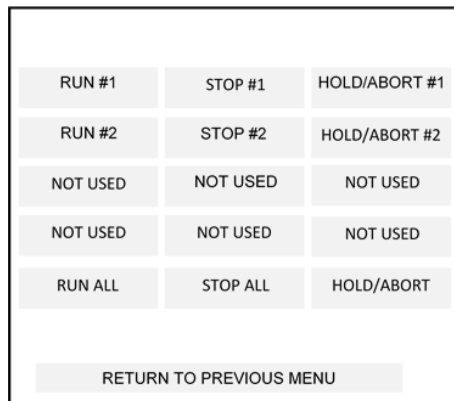 RUN #1 STOP #1 HOLD/ABORT #1
RUN #2 STOP #2 HOLD/ABORT #2
NOT USED NOT USED NOT USED
NOT USED NOT USED NOT USED
RUN ALL STOP ALL HOLD/ABORT
RETURN TO PREVIOUS MENU